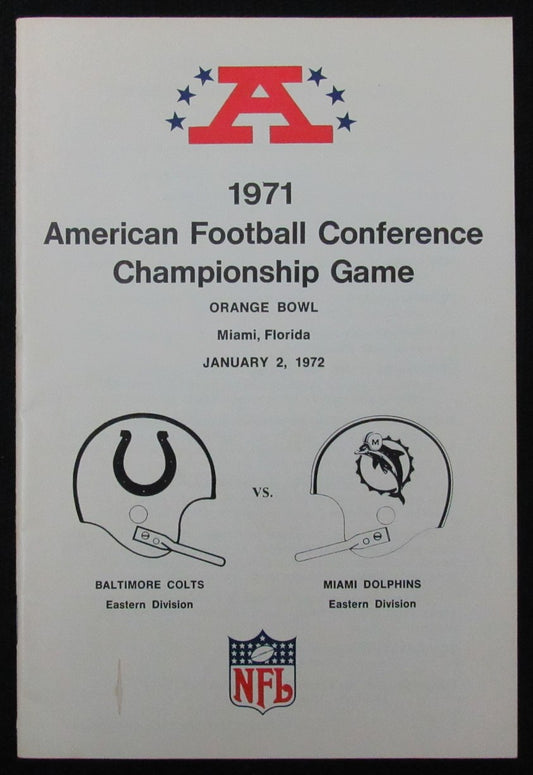 A
1971
American Football Conference
Championship Game
ORANGE BOWL
Miami, Florida
JANUARY 2, 1972
M
VS.
BALTIMORE COLTS
MIAMI DOLPHINS
Eastern Division
Eastern Division
NFL